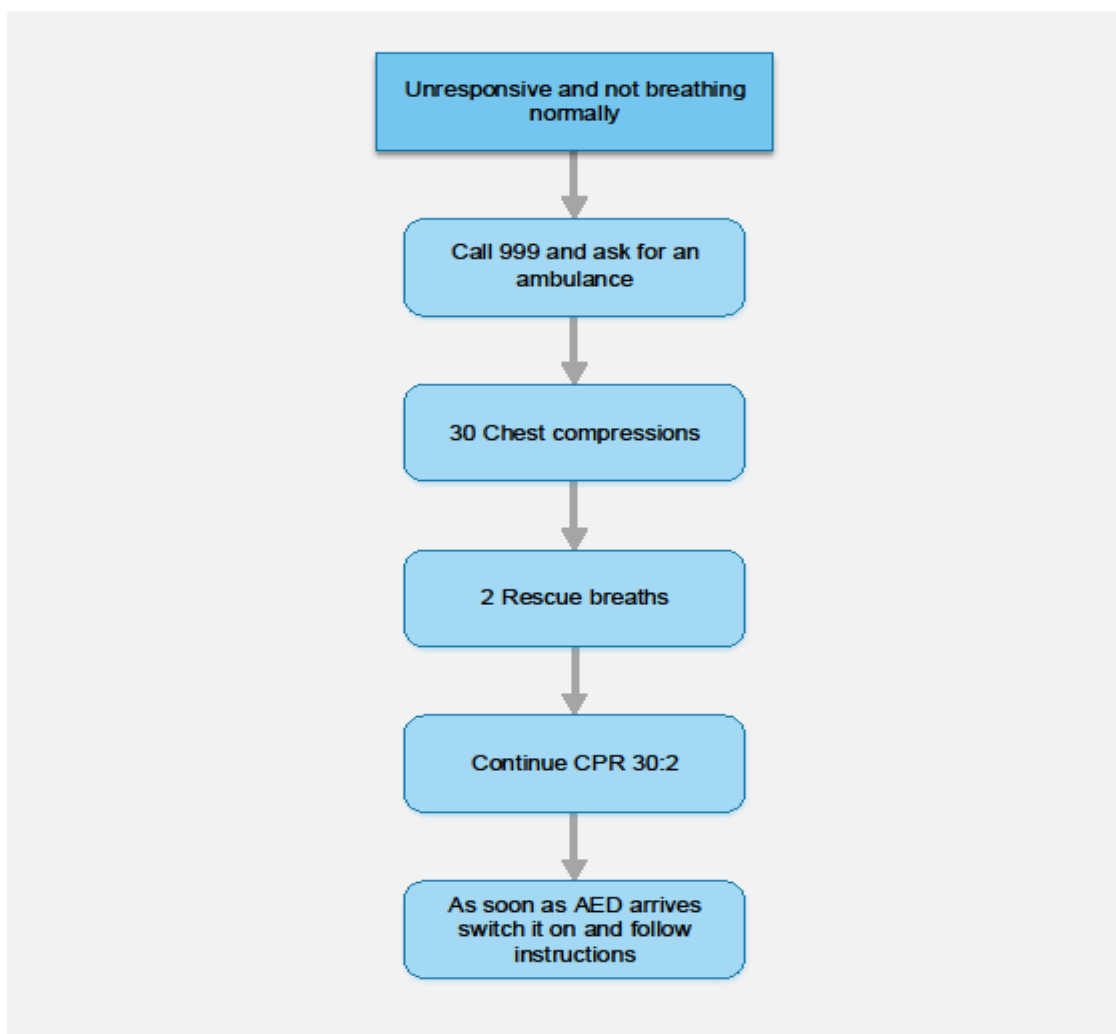 Unresponsive and not breathing
normally
Call 999 and ask for an
ambulance
30 Chest compressions
2 Rescue breaths
Continue CPR 30:2
As soon as AED arrives
switch it on and follow
instructions